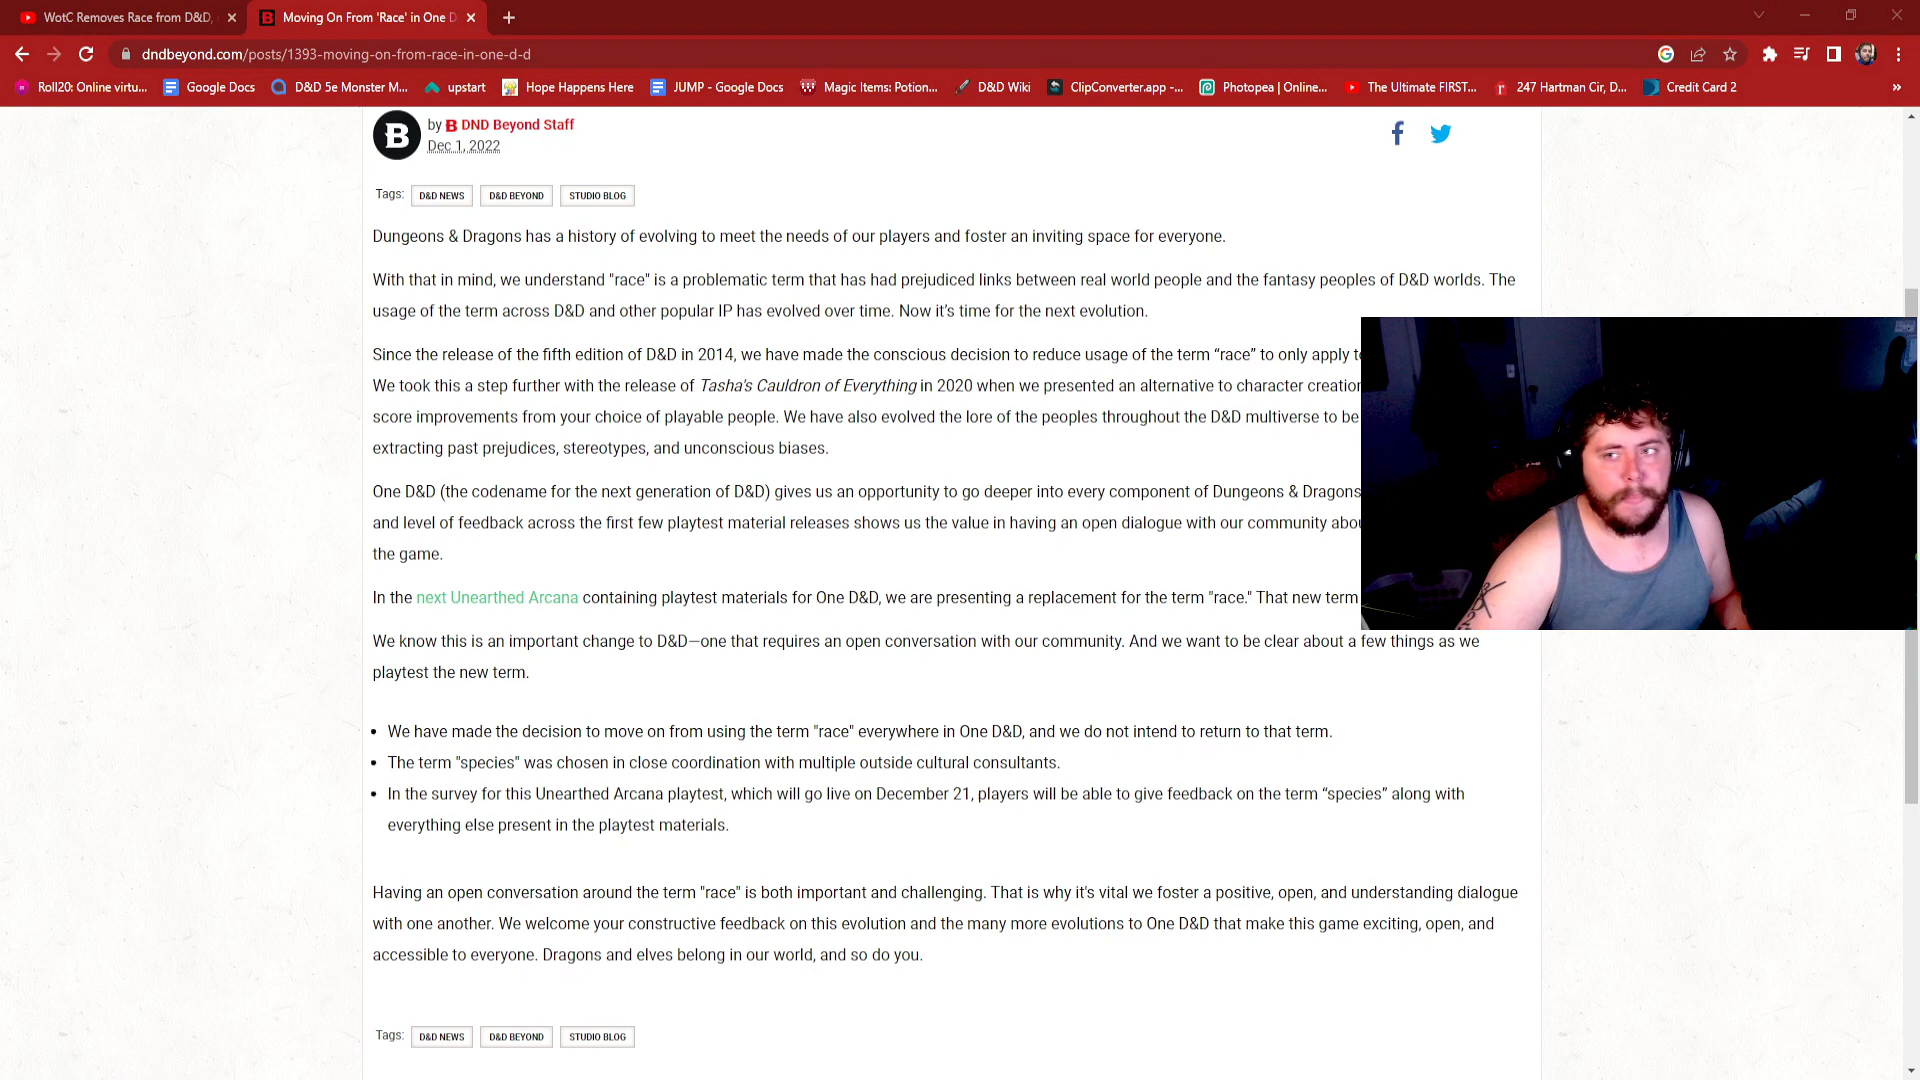 WotC Removes Race from D&D,
Moving On From 'Race' in One D
dndbeyond.com/posts/1393-moving-on-from-race-in-one-d-d
Roll20: Online virtu... Google Docs D&D 5e Monster M... upstart Hope Happens Here JUMP - Google Docs Magic Items: Potion... D&D Wiki ClipConverter.app -... Photopea | Online... The Ultimate FIRST... 247 Hartman Cir, D... Credit Card 2 »
by DND Beyond Staff
Dec 1, 2022
Tags: D&D NEWS D&D BEYOND STUDIO BLOG
Dungeons & Dragons has a history of evolving to meet the needs of our players and foster an inviting space for everyone.
With that in mind, we understand "race" is a problematic term that has had prejudiced links between real world people and the fantasy peoples of D&D worlds. The
usage of the term across D&D and other popular IP has evolved over time. Now it's time for the next evolution.
Since the release of the fifth edition of D&D in 2014, we have made the conscious decision to reduce usage of the term “race” to only apply
We took this a step further with the release of Tasha's Cauldron of Everything in 2020 when we presented an alternative to character creation
score improvements from your choice of playable people. We have also evolved the lore of the peoples throughout the D&D multiverse to be
extracting past prejudices, stereotypes, and unconscious biases.
One D&D (the codename for the next generation of D&D) gives us an opportunity to go deeper into every component of Dungeons & Dragons
and level of feedback across the first few playtest material releases shows us the value in having an open dialogue with our community
the game.
In the next Unearthed Arcana containing playtest materials for One D&D, we are presenting a replacement for the term "race." That new term
We know this is an important change to D&D—one that requires an open conversation with our community. And we want to be clear about a few things as we
playtest the new term.
• We have made the decision to move on from using the term "race" everywhere in One D&D, and we do not intend to return to that term.
• The term "species" was chosen in close coordination with multiple outside cultural consultants.
• In the survey for this Unearthed Arcana playtest, which will go live on December 21, players will be able to give feedback on the term “species” along with
everything else present in the playtest materials.
Having an open conversation around the term "race" is both important and challenging. That is why it's vital we foster a positive, open, and understanding dialogue
with one another. We welcome your constructive feedback on this evolution and the many more evolutions to One D&D that make this game exciting, open, and
accessible to everyone. Dragons and elves belong in our world, and so do you.
Tags: D&D NEWS D&D BEYOND STUDIO BLOG